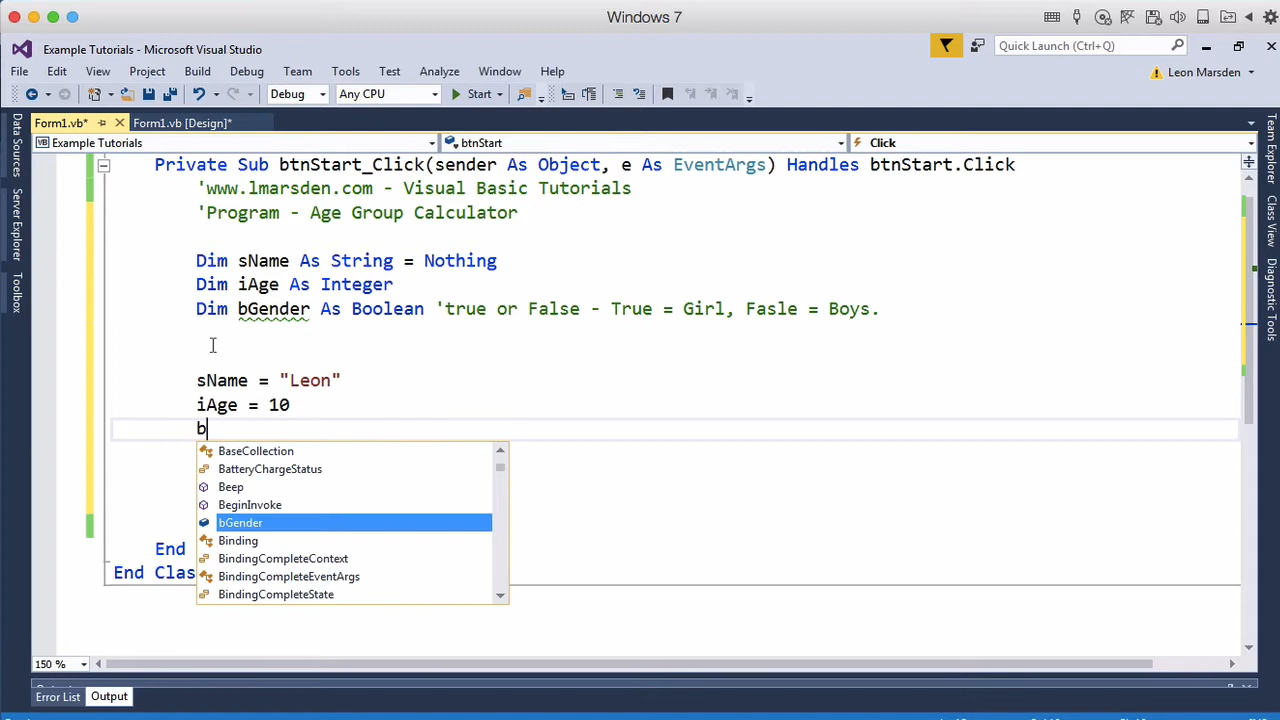 Windows 7
Example Tutorials - Microsoft Visual Studio
Quick Launch (Ctrl+Q)
File Edit View Project Build Debug Team Tools Test Analyze Window Help
Leon Marsden
Debug Any CPU Start
Form1.vb* Form1.vb [Design]*
Example Tutorials btnStart Click
Data Sources
Server Explorer
Toolbox
Private Sub btnStart_Click(sender As Object, e As EventArgs) Handles btnStart.Click
'www.lmarsden.com - Visual Basic Tutorials
'Program - Age Group Calculator
Dim sName As String = Nothing
Dim iAge As Integer
Dim bGender As Boolean 'true or False - True = Girl, Fasle = Boys.
sName = "Leon"
iAge = 10
b
BaseCollection
BatteryChargeStatus
Beep
BeginInvoke
bGender
Binding
BindingCompleteContext
BindingCompleteEventArgs
BindingCompleteState
End
End Clas
Team Explorer
Class View
Diagnostic Tools
150 %
Error List Output